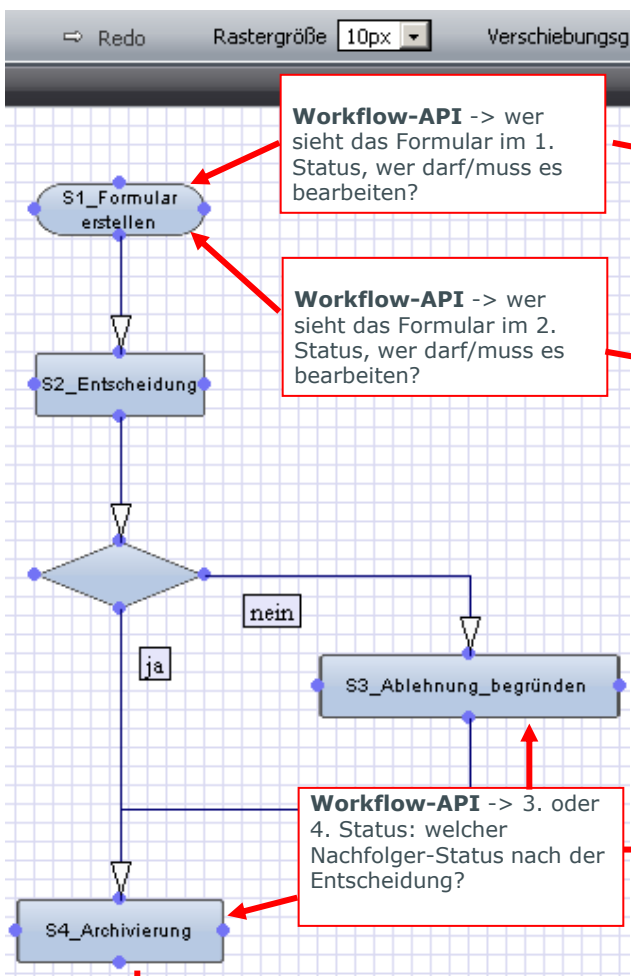 ⇨ Redo Rastergröße 10px Verschiebungsg
Workflow-API -> wer
sieht das Formular im 1.
Status, wer darf/muss es
bearbeiten?
S1_Formular
erstellen
Workflow-API -> wer
sieht das Formular im 2.
Status, wer darf/muss es
bearbeiten?
S2_Entscheidung
nein
ja
S3_Ablehnung_begründen
Workflow-API -> 3. oder
4. Status: welcher
Nachfolger-Status nach der
Entscheidung?
S4_Archivierung